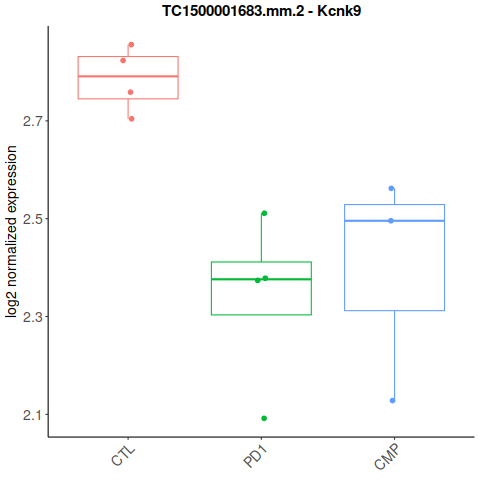 TC1500001683.mm.2 - Kcnk9
log2 normalized expression
2.7
2.5
2.3
2.1
CTL
PD1
CMP